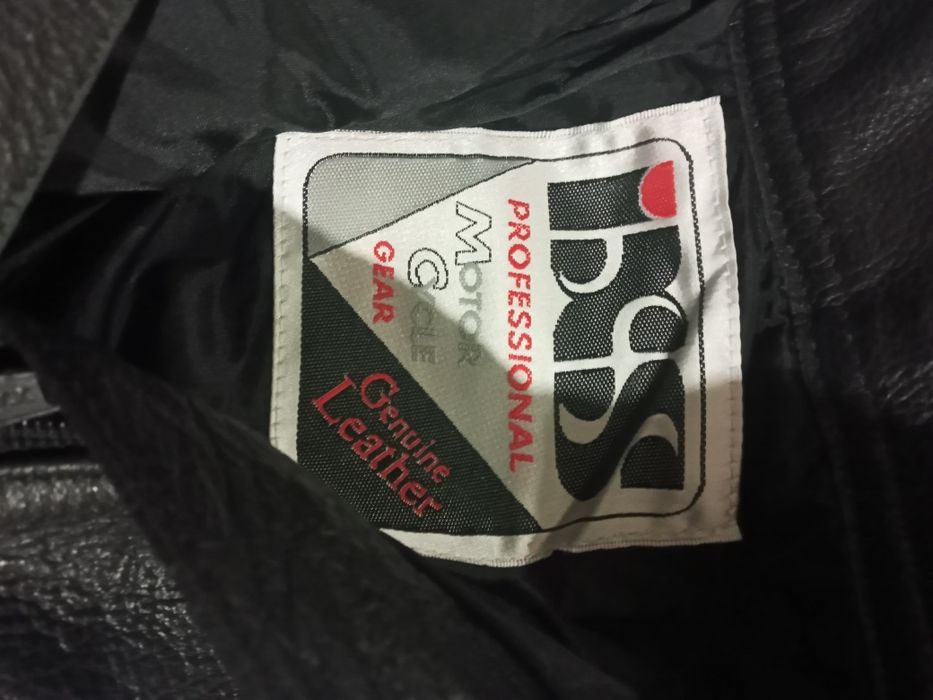 iXS
PROFESSIONAL
MOTOR
CYCLE
GEAR
Genuine
Leather